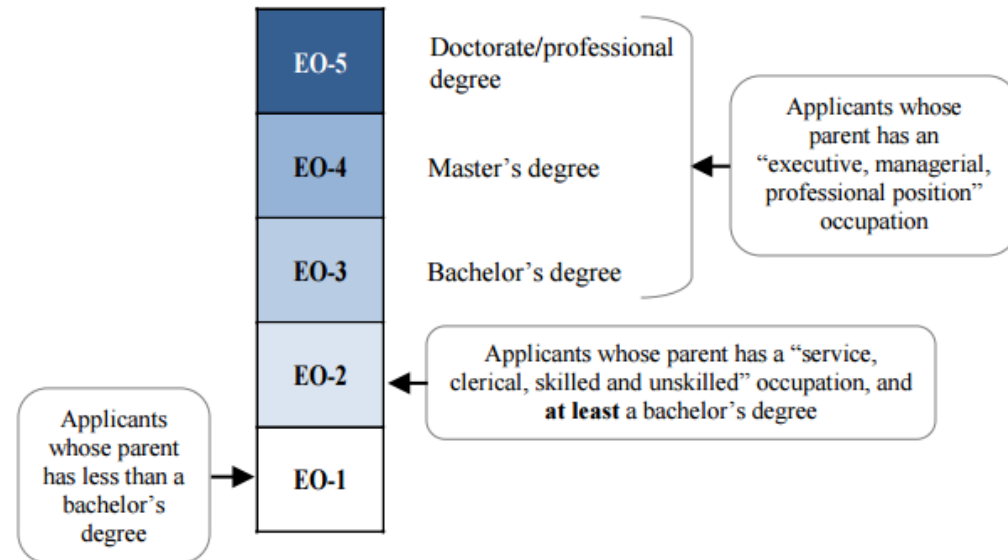 EO-5
Doctorate/professional
degree
EO-4
Master's degree
EO-3
Bachelor's degree
Applicants whose
parent has an
“executive, managerial,
professional position”
occupation
EO-2
Applicants whose parent has a “service,
clerical, skilled and unskilled” occupation, and
at least a bachelor's degree
Applicants
whose parent
has less than a
bachelor's
degree
EO-1